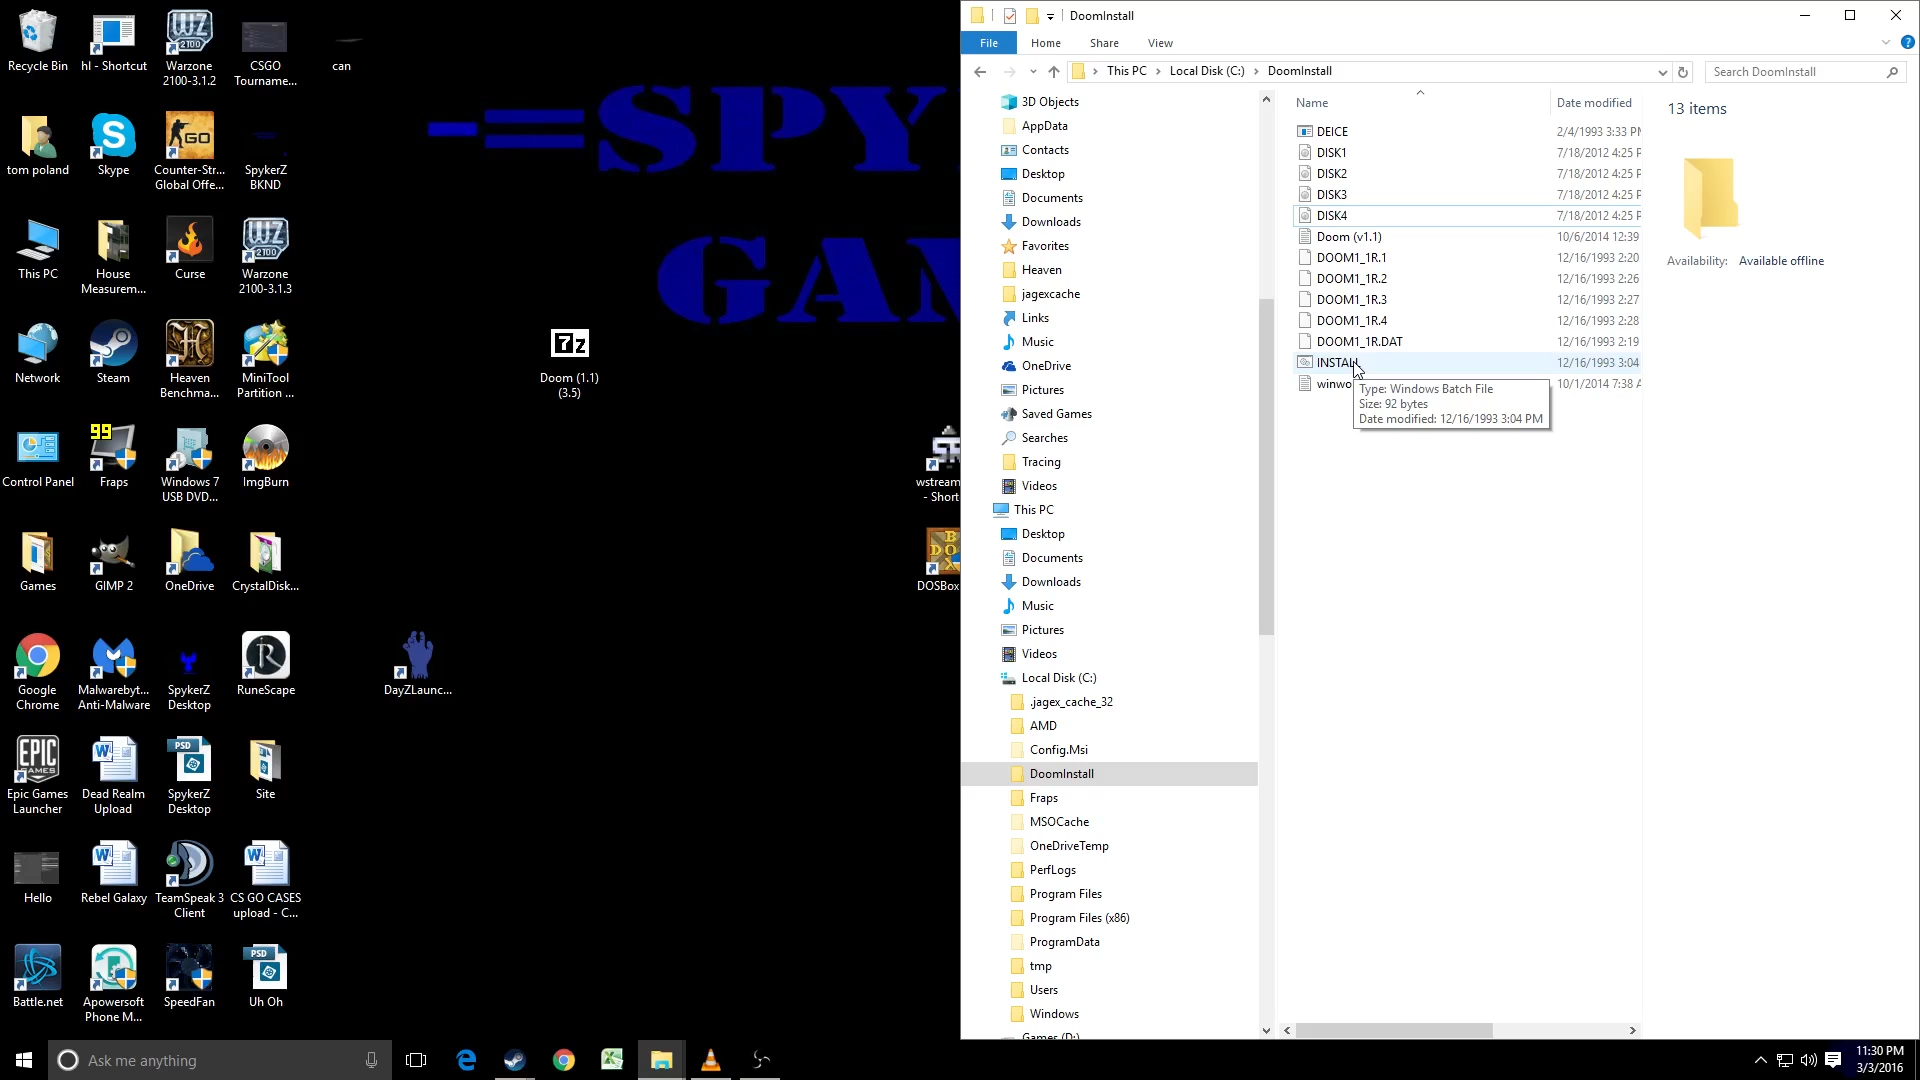 Recycle Bin
hl - Shortcut
Warzone
2100-3.1.2
CSGO
Tourname...
can
tom poland
Skype
Counter-Str...
Global Offe...
SpykerZ
BKND
This PC
House
Measurem...
Curse
Warzone
2100-3.1.3
Network
Steam
Heaven
Benchma...
MiniTool
Partition ...
Control Panel
99
Fraps
Windows 7
USB DVD...
ImgBurn
Games
GIMP 2
OneDrive
CrystalDisk...
Google
Chrome
Malwarebyt...
Anti-Malware
SpykerZ
Desktop
RuneScape
DayZLaunc...
Epic Games
Launcher
Dead Realm
Upload
SpykerZ
Desktop
Site
Hello
Rebel Galaxy
TeamSpeak 3
Client
CS GO CASES
upload - C...
Battle.net
Apowersoft
Phone M...
SpeedFan
Uh Oh
-=SPY
GAM
7z
Doom (1.1)
(3.5)
wstream
- Short
DOSBox
DoomInstall
File
Home
Share
View
This PC
Local Disk (C:)
DoomInstall
Search DoomInstall
3D Objects
AppData
Contacts
Desktop
Documents
Downloads
Favorites
Heaven
jagexcache
Links
Music
OneDrive
Pictures
Saved Games
Searches
Tracing
Videos
This PC
Desktop
Documents
Downloads
Music
Pictures
Videos
Local Disk (C:)
.jagex_cache_32
AMD
Config.Msi
DoomInstall
Fraps
MSOCache
OneDriveTemp
PerfLogs
Program Files
Program Files (x86)
ProgramData
tmp
Users
Windows
Games (D:)
Name
Date modified
DEICE 2/4/1993 3:33 PM
DISK1 7/18/2012 4:25 P
DISK2 7/18/2012 4:25 P
DISK3 7/18/2012 4:25 P
DISK4 7/18/2012 4:25 P
Doom (v1.1) 10/6/2014 12:39
DOOM1_1R.1 12/16/1993 2:20
DOOM1_1R.2 12/16/1993 2:26
DOOM1_1R.3 12/16/1993 2:27
DOOM1_1R.4 12/16/1993 2:28
DOOM1_1R.DAT 12/16/1993 2:19
INSTALL 12/16/1993 3:04
winwo 10/1/2014 7:38 A
Type: Windows Batch File
Size: 92 bytes
Date modified: 12/16/1993 3:04 PM
13 items
Availability: Available offline
Ask me anything
11:30 PM
3/3/2016